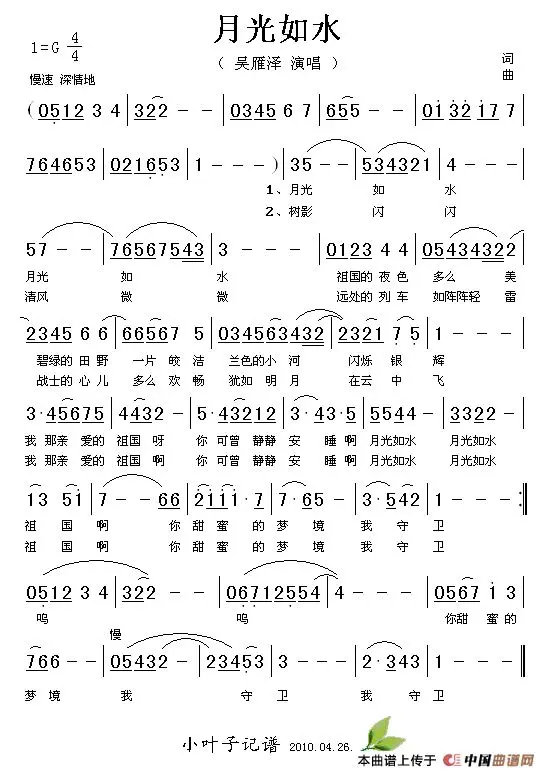 月光如水
1=G 4/4
( 吴雁泽 演唱 )
词
曲
慢速 深情地
( 0512 3 4 | 322 - - | 0345 6 7 | 655 - - | 01 32 17 7 |
764653 | 021653 | 1 - - ) | 35 - - | 534321 | 4 - - |
1、月光 如 水
2、树影 闪 闪
57 - - | 76567543 | 3 - - | 0123 4 4 | 05434322 |
月光 如 水 祖国的 夜 色 多么 美
清风 微 微 远处的 列 车 如阵阵轻 雷
2345 6 6 | 66567 5 | 034563432 | 2321 7 5 | 1 - - |
碧绿的 田 野 一片 皎 洁 兰色的小 河 闪烁 银 辉
战士的 心 儿 多么 欢 畅 犹如 明 月 在云 中 飞
3· 45675 | 4432 - | 5· 43212 | 3· 43·5 | 5544 - - | 3322 - - |
我 那亲 爱的 祖国 呀 你 可曾 静静 安 睡啊 月光如水 月光如水
我 那亲 爱的 祖国 啊 你 可曾 静静 安 睡啊 月光如水 月光如水
13 51 | 7 - - 66 | 2111·7 | 7·65 - | 3·542 | 1 - - :|
祖 国 啊 你 甜 蜜 的 梦 境 我 守 卫
祖 国 啊 你 甜 蜜 的 梦 境 我 守 卫
0512 3 4 | 322 - - | 06712554 | 4 - - - | 0567 1 3 |
呜 呜 你甜 蜜 的
慢
766 - - | 05432 - | 23453 | 3 - - - | 2· 343 | 1 - - |
梦 境 我 守 卫 我 守 卫
小叶子记谱 2010.04.26.
本曲谱上传于 中国曲谱网